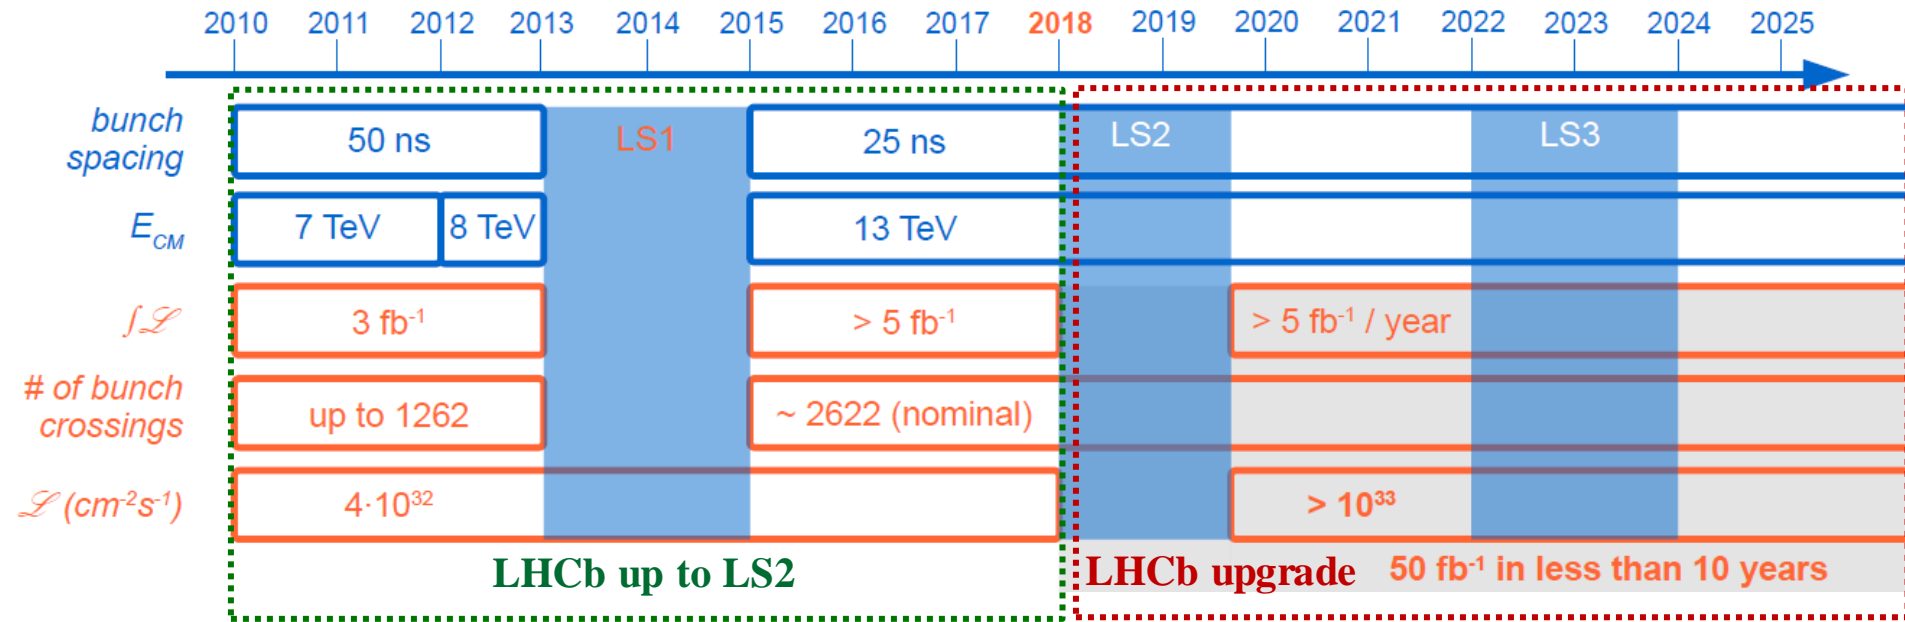 2010 2011 2012 2013 2014 2015 2016 2017 2018 2019 2020 2021 2022 2023 2024 2025
bunch
spacing
50 ns
LS1
25 ns
LS2
LS3
E_CM
7 TeV
8 TeV
13 TeV
∫ℒ
3 fb⁻¹
> 5 fb⁻¹
> 5 fb⁻¹ / year
# of bunch
crossings
up to 1262
~ 2622 (nominal)
ℒ (cm⁻²s⁻¹)
4·10³²
> 10³³
LHCb up to LS2
LHCb upgrade
50 fb⁻¹ in less than 10 years